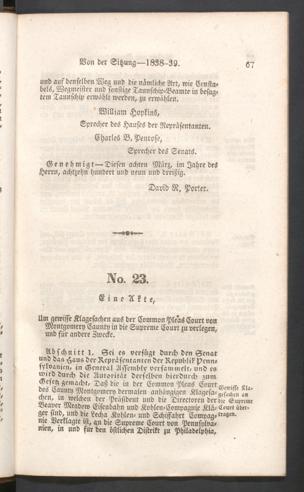 Von der Sitzung—1838-39. 67
und auf denselben Weg und die nämliche Art, wie Consta-
bels, Wegmeister und sonstige Taunschip-Beamte in besag-
tem Taunschip erwählt werden, zu erwählen.
William Hopkins,
Sprecher des Hauses der Repräsentanten.
Charles B. Penrose,
Sprecher des Senats.
Genehmigt—Diesen achten März, im Jahre des
Herrn, achtzehn hundert und neun und dreißig.
David R. Porter.
No. 23.
Eine Akte,
Um gewisse Klagesachen aus der Common Pleas Court von
Montgomery Caunty in die Supreme Court zu verlegen,
und für andere Zwecke.
Abschnitt 1. Sei es verfügt durch den Senat
und das Haus der Repräsentanten der Republik Penn-
sylvanien, in General Assembly versammelt, und es
wird durch die Autorität derselben hierdurch zum
Gesetz gemacht, Daß die in der Common Pleas Court
des Caunty Montgomery dermalen anhängigen Klagesa-
chen, in welchen der Präsident und die Directoren der
Beaver Meadow Eisenbahn und Kohlen-Compagnie Klä-
ger sind, und die Lecha Kohlen- und Schiffahrt Compag-
nie Verklagte ist, an die Supreme Court von Pennsylva-
nien, in und für den östlichen Distrikt zu Philadelphia,
Gewisse Kla-
gesachen an
die Supreme
Court über-
tragen.